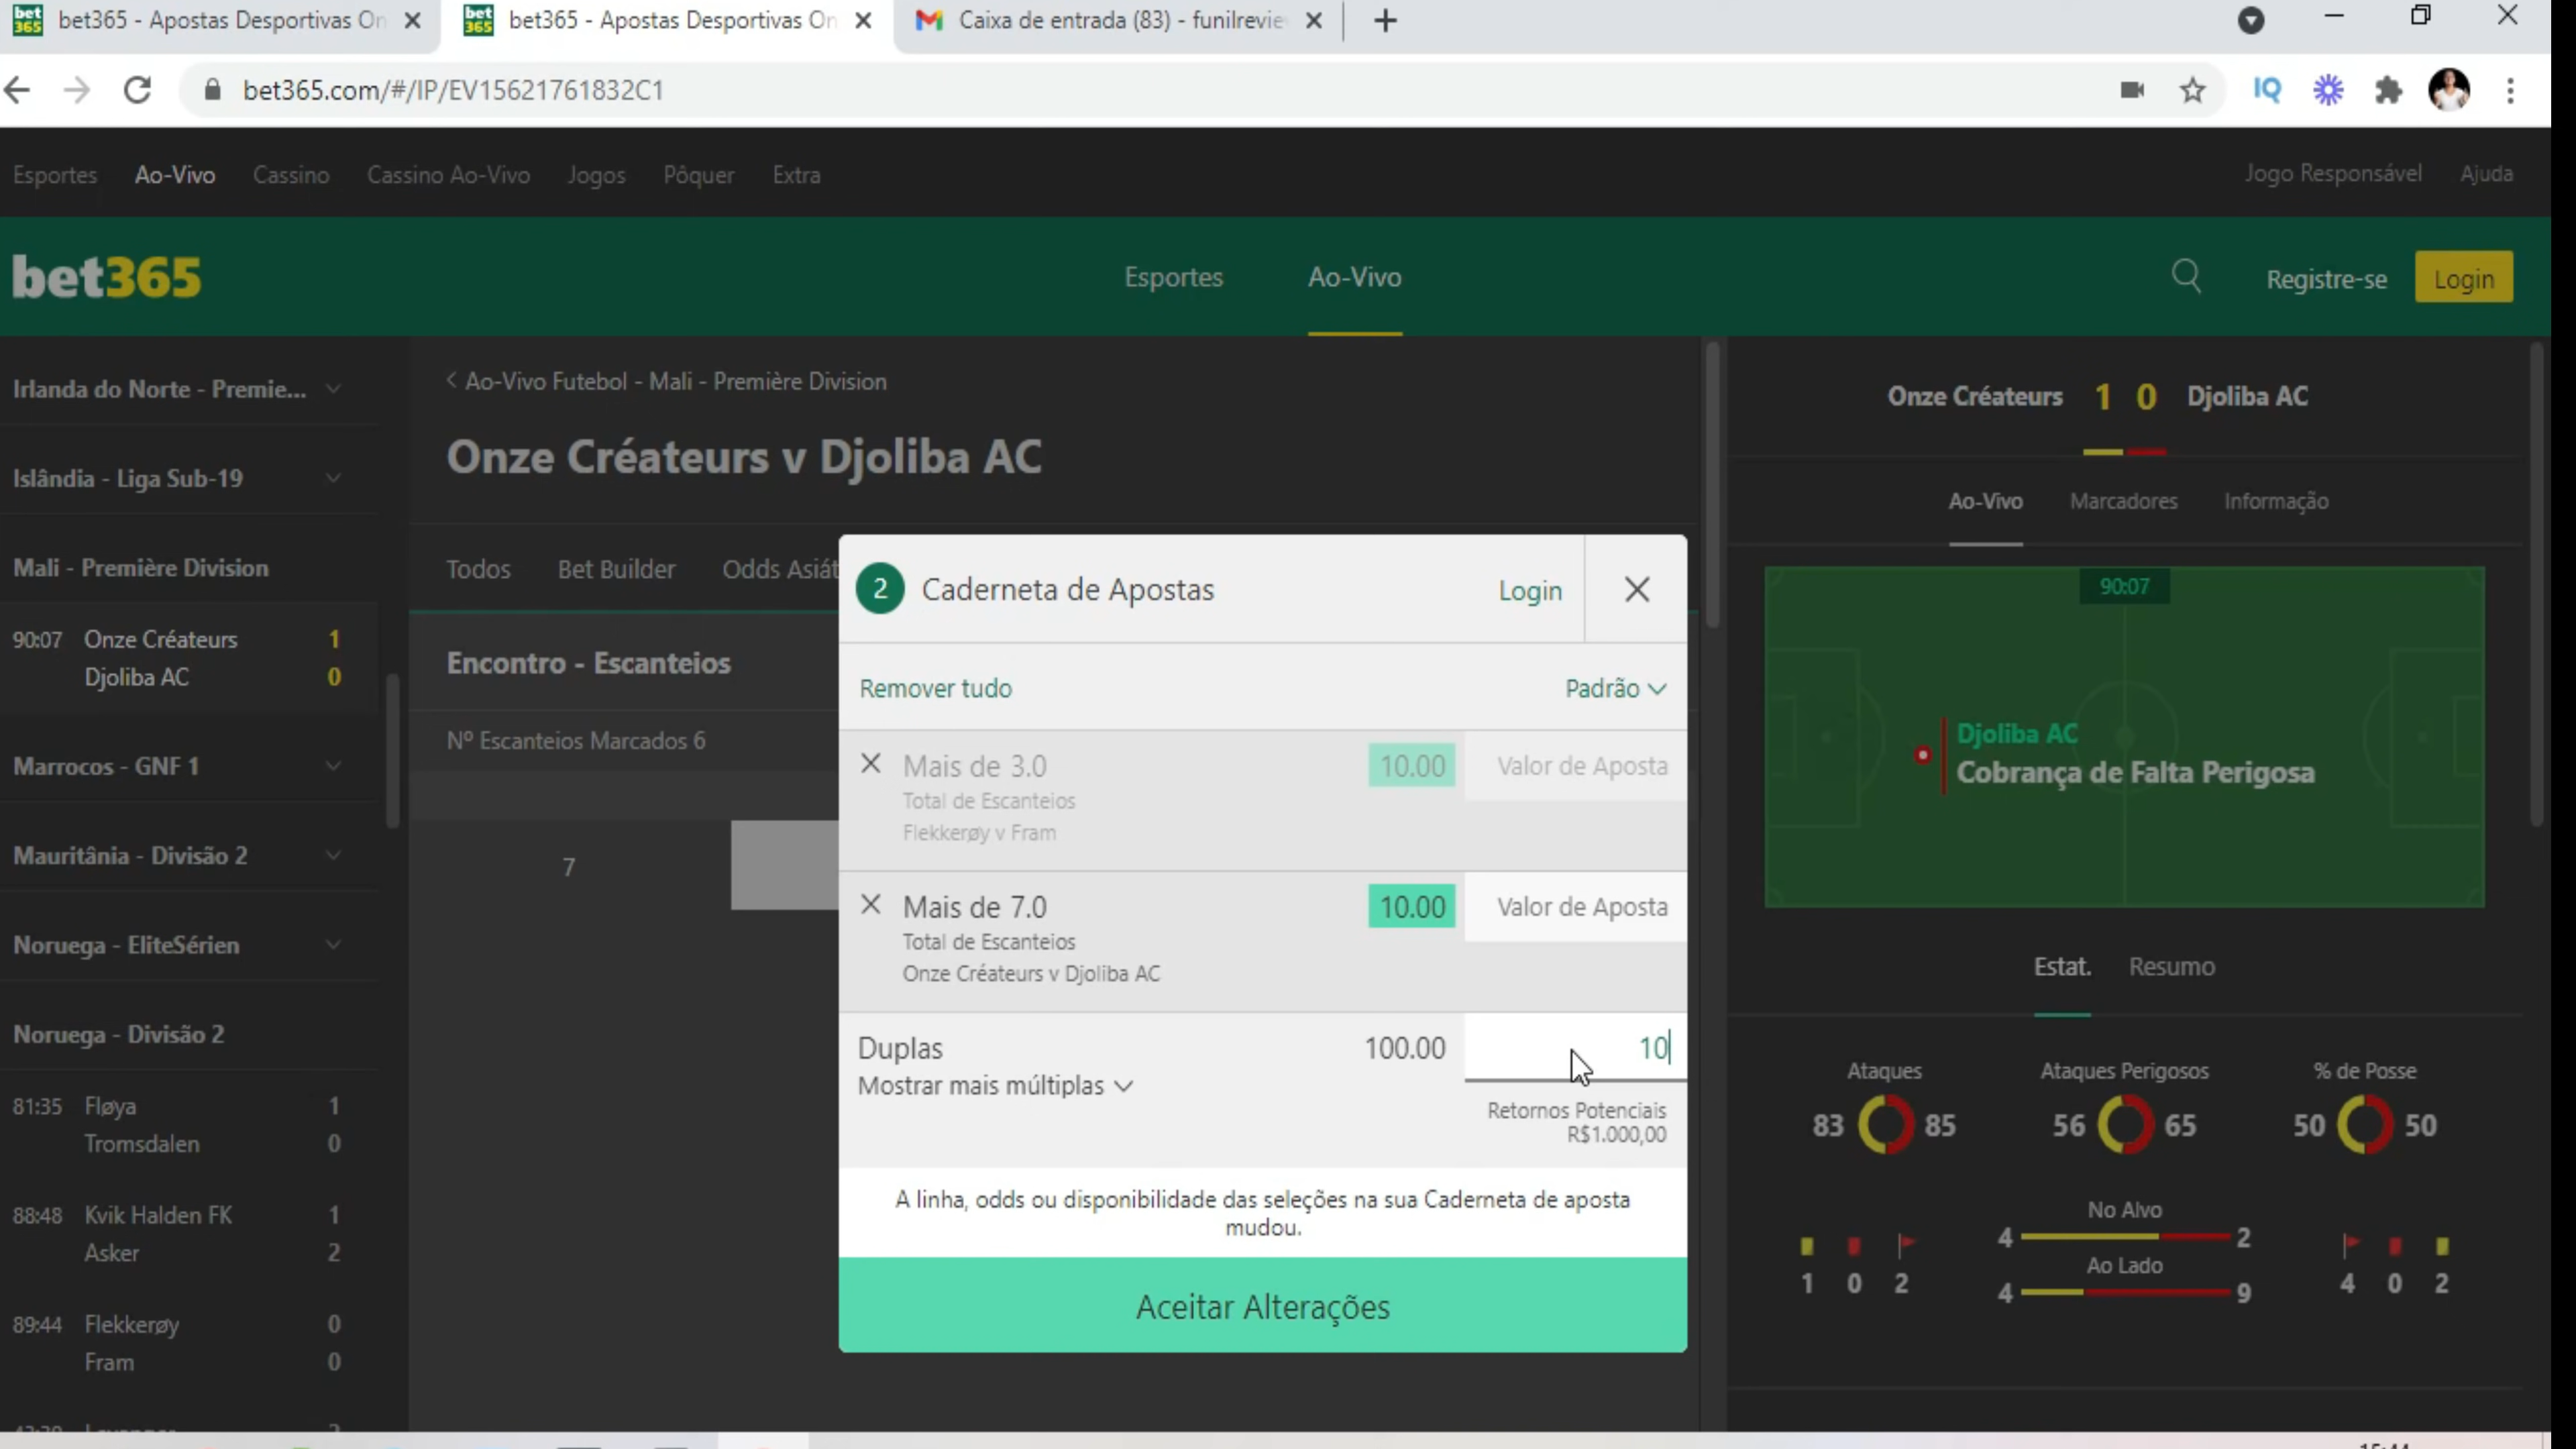 bet365 - Apostas Desportivas On
bet365 - Apostas Desportivas On
Caixa de entrada (83) - funilrevie
bet365.com/#/IP/EV15621761832C1
IQ
Esportes
Ao-Vivo
Cassino
Cassino Ao-Vivo
Jogos
Pôquer
Extra
Jogo Responsável
Ajuda
bet365
Esportes
Ao-Vivo
Registre-se
Login
Irlanda do Norte - Premie...
Islândia - Liga Sub-19
Mali - Première Division
90:07 Onze Créateurs 1
Djoliba AC 0
Marrocos - GNF 1
Mauritânia - Divisão 2
Noruega - EliteSérien
Noruega - Divisão 2
81:35 Fløya 1
Tromsdalen 0
88:48 Kvik Halden FK 1
Asker 2
89:44 Flekkerøy 0
Fram 0
< Ao-Vivo Futebol - Mali - Première Division
Onze Créateurs v Djoliba AC
Todos
Bet Builder
Odds Asiát
Encontro - Escanteios
Nº Escanteios Marcados 6
7
2 Caderneta de Apostas
Login
Remover tudo
Padrão
Mais de 3.0 10.00 Valor de Aposta
Total de Escanteios
Flekkerøy v Fram
Mais de 7.0 10.00 Valor de Aposta
Total de Escanteios
Onze Créateurs v Djoliba AC
Duplas 100.00 10
Mostrar mais múltiplas
Retornos Potenciais
R$1.000,00
A linha, odds ou disponibilidade das seleções na sua Caderneta de aposta
mudou.
Aceitar Alterações
Onze Créateurs 1 0 Djoliba AC
Ao-Vivo
Marcadores
Informação
90:07
Djoliba AC
Cobrança de Falta Perigosa
Estat.
Resumo
Ataques
83 85
Ataques Perigosos
56 65
% de Posse
50 50
No Alvo
4 2
Ao Lado
4 9
1 0 2
4 0 2